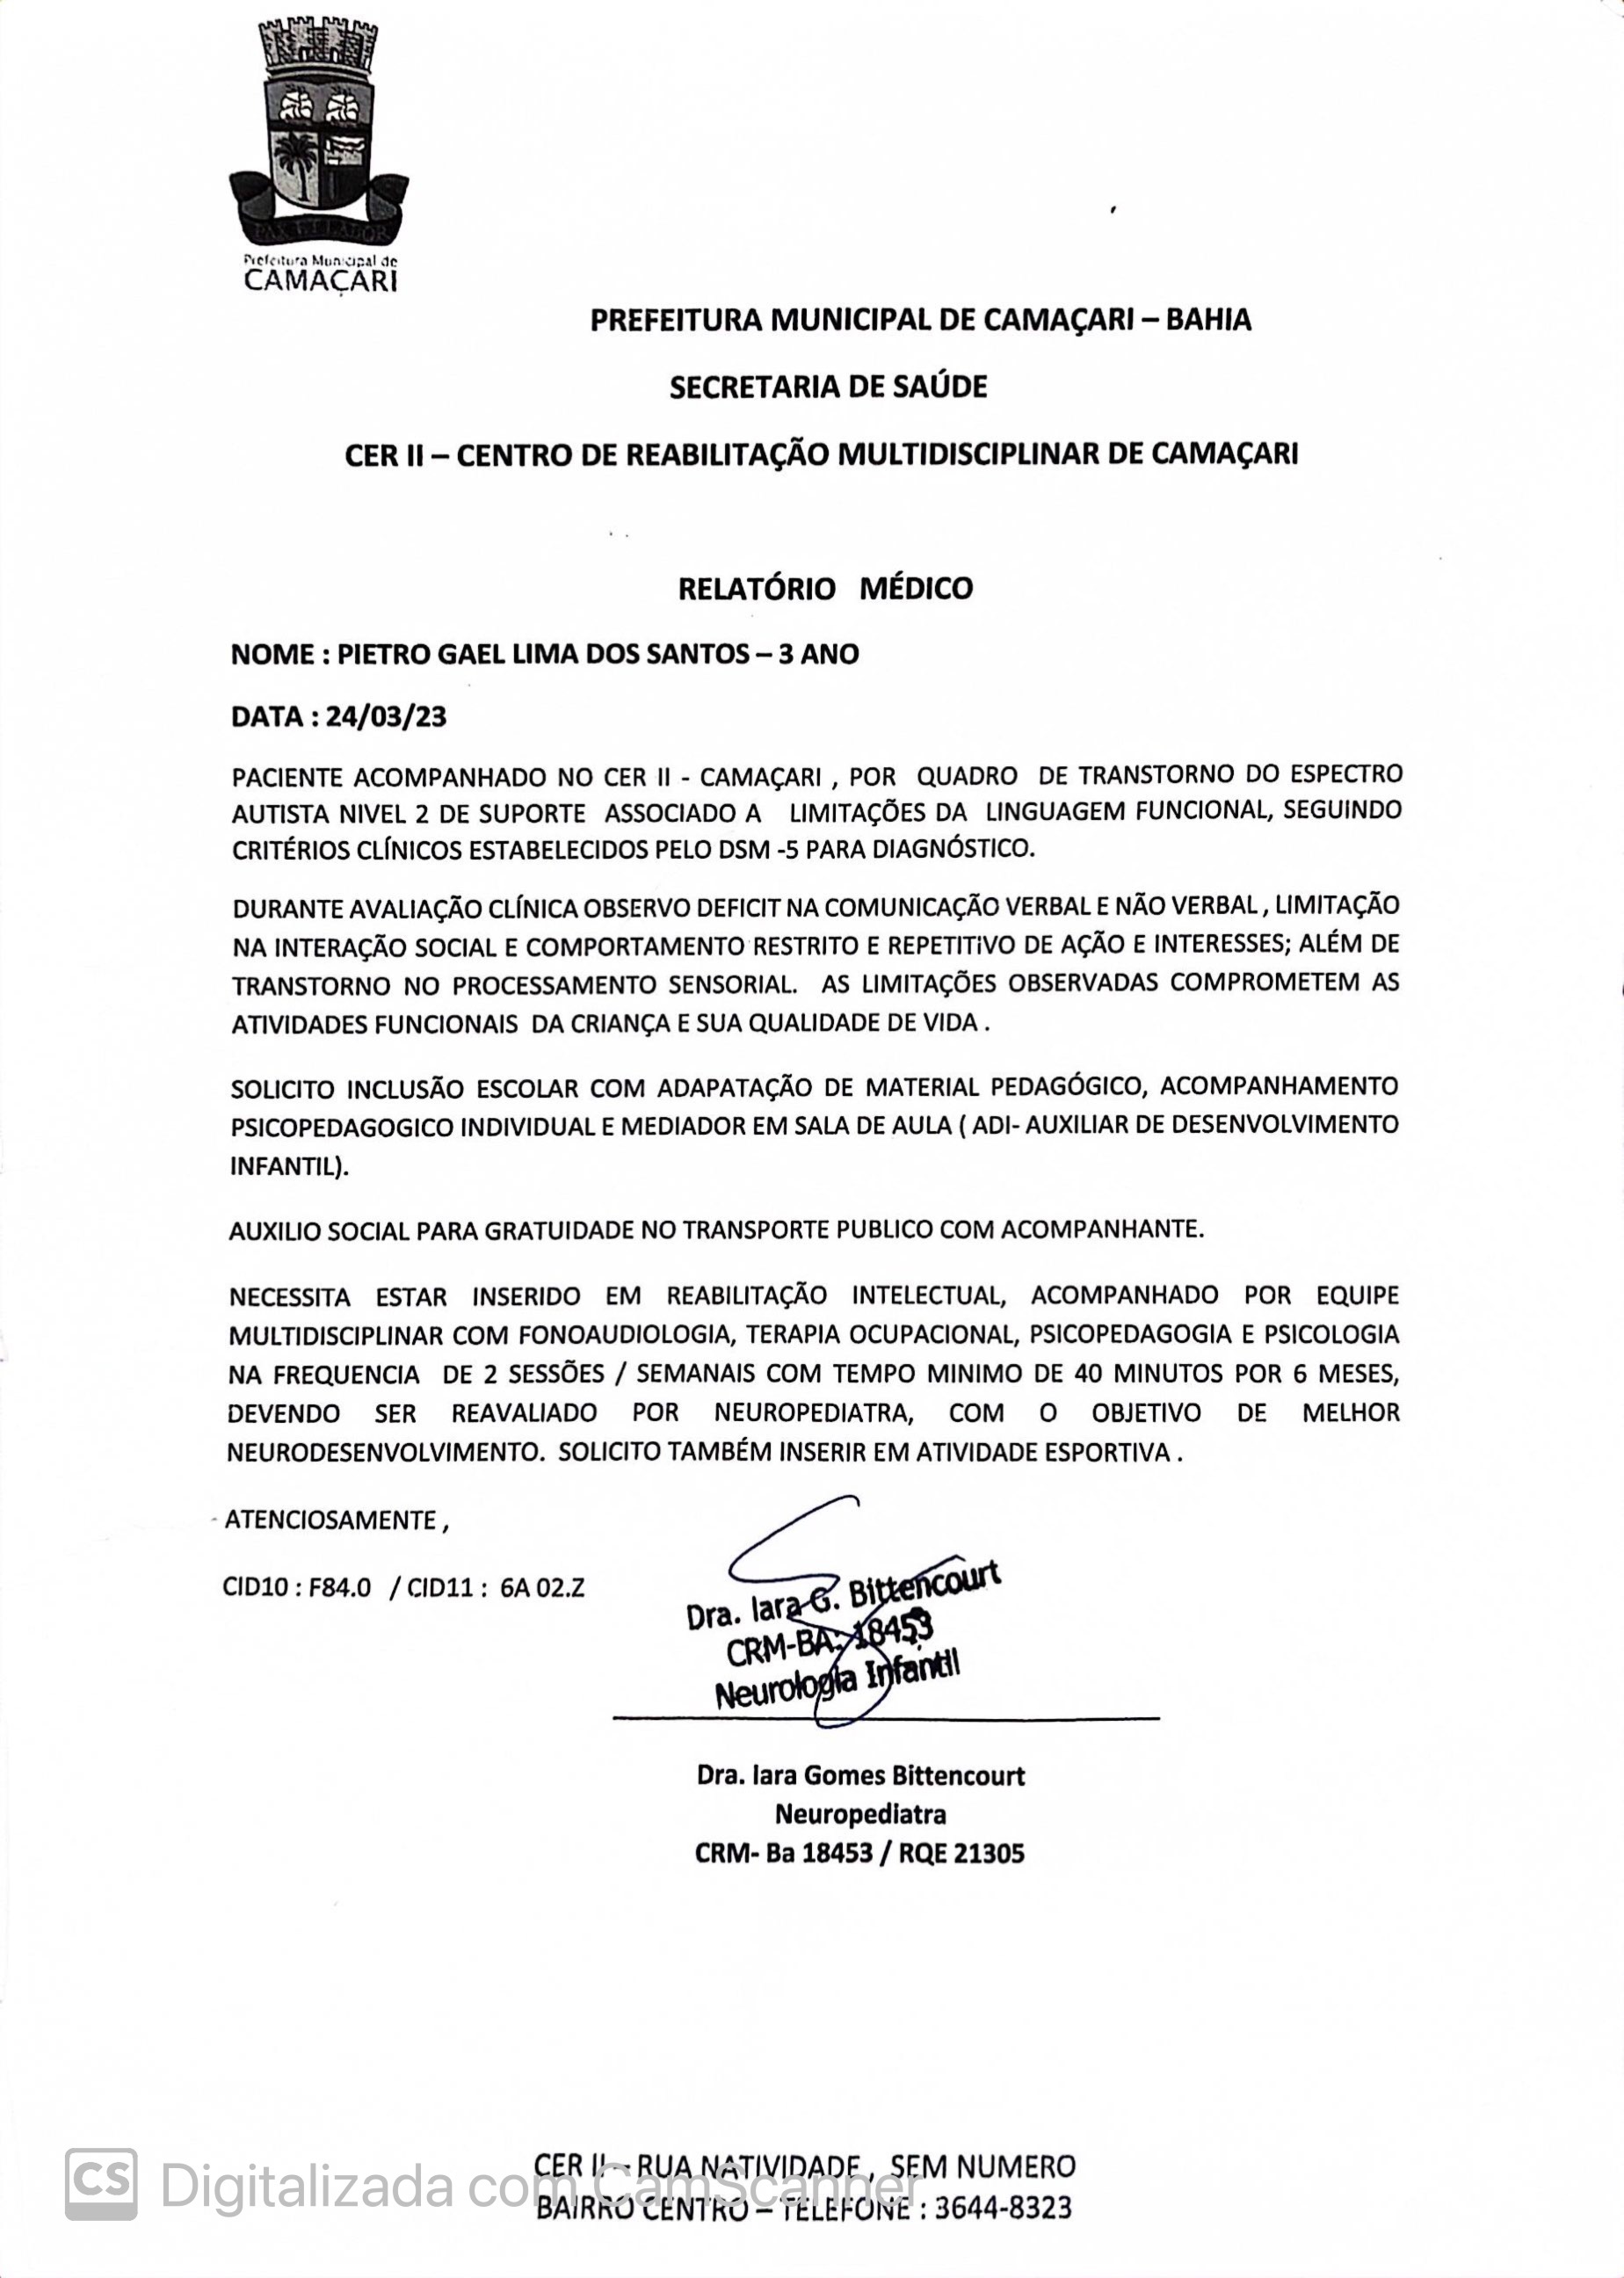 PAX ET LABOR
Prefeitura Municipal de
CAMAÇARI
PREFEITURA MUNICIPAL DE CAMAÇARI – BAHIA
SECRETARIA DE SAÚDE
CER II – CENTRO DE REABILITAÇÃO MULTIDISCIPLINAR DE CAMAÇARI
RELATÓRIO MÉDICO
NOME : PIETRO GAEL LIMA DOS SANTOS – 3 ANO
DATA : 24/03/23
PACIENTE ACOMPANHADO NO CER II - CAMAÇARI , POR QUADRO DE TRANSTORNO DO ESPECTRO
AUTISTA NIVEL 2 DE SUPORTE ASSOCIADO A LIMITAÇÕES DA LINGUAGEM FUNCIONAL, SEGUINDO
CRITÉRIOS CLÍNICOS ESTABELECIDOS PELO DSM -5 PARA DIAGNÓSTICO.
DURANTE AVALIAÇÃO CLÍNICA OBSERVO DEFICIT NA COMUNICAÇÃO VERBAL E NÃO VERBAL , LIMITAÇÃO
NA INTERAÇÃO SOCIAL E COMPORTAMENTO RESTRITO E REPETITIVO DE AÇÃO E INTERESSES; ALÉM DE
TRANSTORNO NO PROCESSAMENTO SENSORIAL. AS LIMITAÇÕES OBSERVADAS COMPROMETEM AS
ATIVIDADES FUNCIONAIS DA CRIANÇA E SUA QUALIDADE DE VIDA .
SOLICITO INCLUSÃO ESCOLAR COM ADAPATAÇÃO DE MATERIAL PEDAGÓGICO, ACOMPANHAMENTO
PSICOPEDAGOGICO INDIVIDUAL E MEDIADOR EM SALA DE AULA ( ADI- AUXILIAR DE DESENVOLVIMENTO
INFANTIL).
AUXILIO SOCIAL PARA GRATUIDADE NO TRANSPORTE PUBLICO COM ACOMPANHANTE.
NECESSITA ESTAR INSERIDO EM REABILITAÇÃO INTELECTUAL, ACOMPANHADO POR EQUIPE
MULTIDISCIPLINAR COM FONOAUDIOLOGIA, TERAPIA OCUPACIONAL, PSICOPEDAGOGIA E PSICOLOGIA
NA FREQUENCIA DE 2 SESSÕES / SEMANAIS COM TEMPO MINIMO DE 40 MINUTOS POR 6 MESES,
DEVENDO SER REAVALIADO POR NEUROPEDIATRA, COM O OBJETIVO DE MELHOR
NEURODESENVOLVIMENTO. SOLICITO TAMBÉM INSERIR EM ATIVIDADE ESPORTIVA .
ATENCIOSAMENTE ,
CID10 : F84.0 / CID11 : 6A 02.Z
Dra. Iara G. Bittencourt
CRM-BA: 18453
Neurologia Infantil
Dra. Iara Gomes Bittencourt
Neuropediatra
CRM- Ba 18453 / RQE 21305
CER II – RUA NATIVIDADE , SEM NUMERO
BAIRRO CENTRO – TELEFONE : 3644-8323
CS Digitalizada com CamScanner